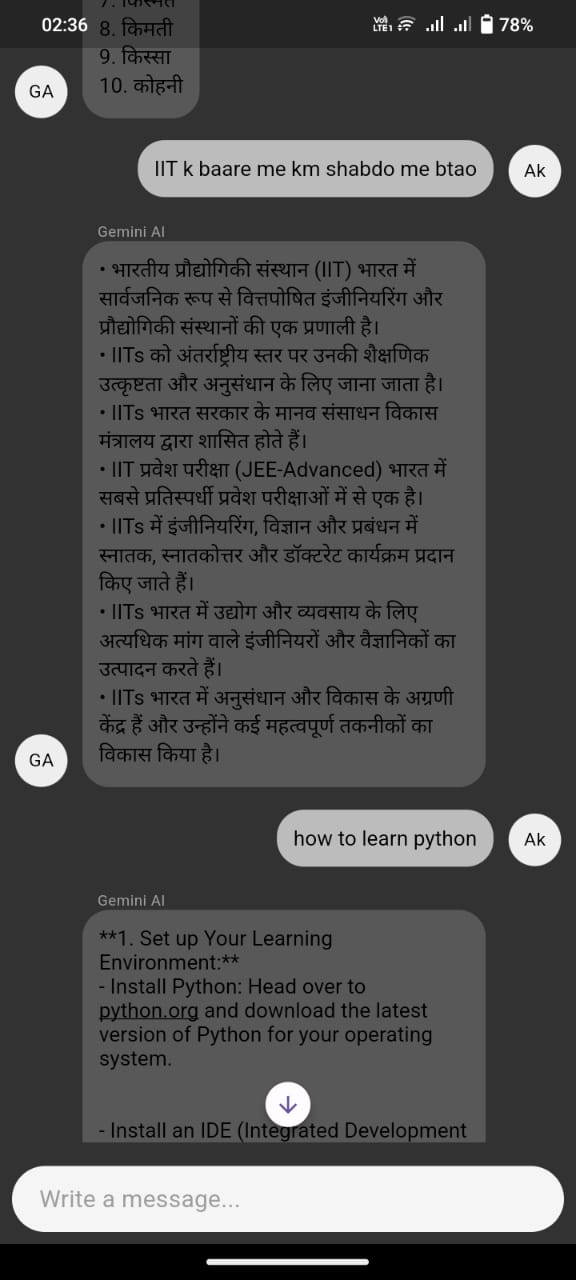 02:36
Vo)) LTE1
78%
7. किस्मत
8. किमती
9. किस्सा
10. कोहनी
GA
IIT k baare me km shabdo me btao
Ak
Gemini AI
• भारतीय प्रौद्योगिकी संस्थान (IIT) भारत में
सार्वजनिक रूप से वित्तपोषित इंजीनियरिंग और
प्रौद्योगिकी संस्थानों की एक प्रणाली है।
• IITs को अंतर्राष्ट्रीय स्तर पर उनकी शैक्षणिक
उत्कृष्टता और अनुसंधान के लिए जाना जाता है।
• IITs भारत सरकार के मानव संसाधन विकास
मंत्रालय द्वारा शासित होते हैं।
• IIT प्रवेश परीक्षा (JEE-Advanced) भारत में
सबसे प्रतिस्पर्धी प्रवेश परीक्षाओं में से एक है।
• IITs में इंजीनियरिंग, विज्ञान और प्रबंधन में
स्नातक, स्नातकोत्तर और डॉक्टरेट कार्यक्रम प्रदान
किए जाते हैं।
• IITs भारत में उद्योग और व्यवसाय के लिए
अत्यधिक मांग वाले इंजीनियरों और वैज्ञानिकों का
उत्पादन करते हैं।
• IITs भारत में अनुसंधान और विकास के अग्रणी
केंद्र हैं और उन्होंने कई महत्वपूर्ण तकनीकों का
विकास किया है।
GA
how to learn python
Ak
Gemini AI
**1. Set up Your Learning
Environment:**
- Install Python: Head over to
python.org and download the latest
version of Python for your operating
system.
- Install an IDE (Integrated Development
Write a message...